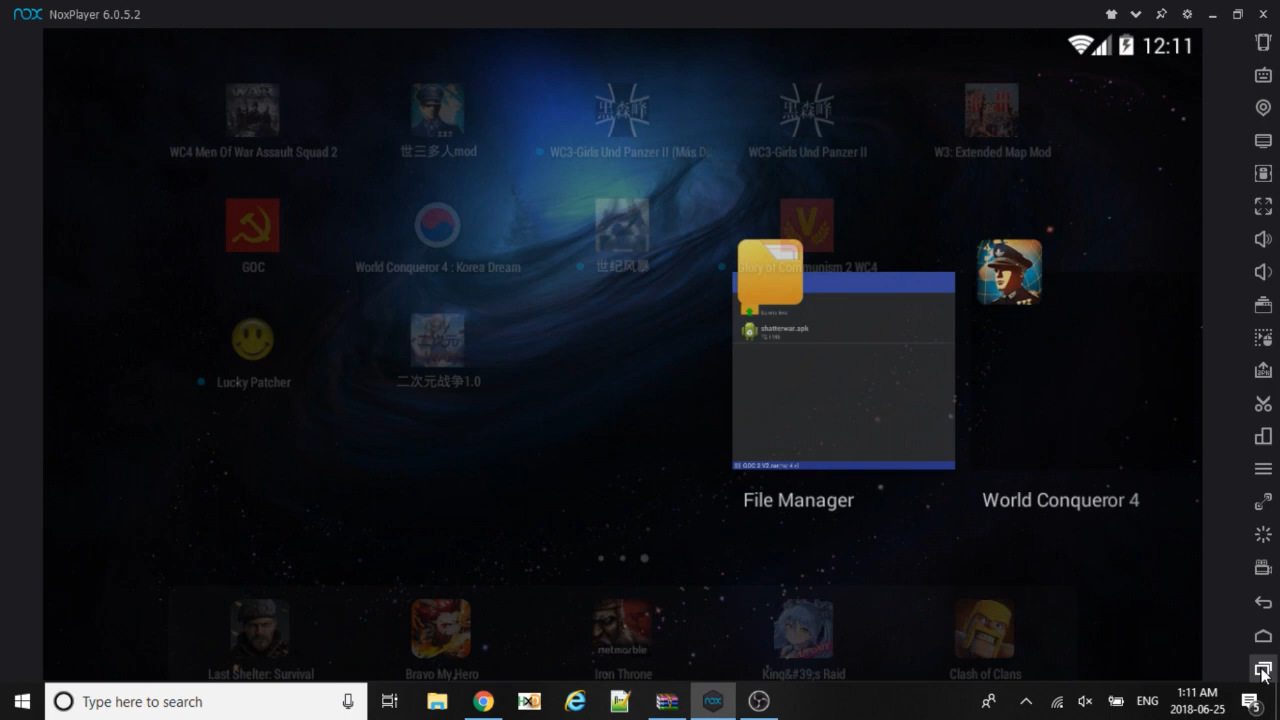 nox NoxPlayer 6.0.5.2
12:11
WC4 Men Of War Assault Squad 2
世三多人mod
WC3-Girls Und Panzer II (Más D
WC3-Girls Und Panzer II
W3: Extended Map Mod
GOC
World Conqueror 4 : Korea Dream
世纪风暴
Glory of Communism 2 WC4
shatterwar.apk
Lucky Patcher
二次元战争1.0
File Manager
World Conqueror 4
netmarble
Last Shelter: Survival
Bravo My Hero
Iron Throne
King&#39;s Raid
Clash of Clans
Type here to search
nox
ENG
1:11 AM
2018-06-25
5